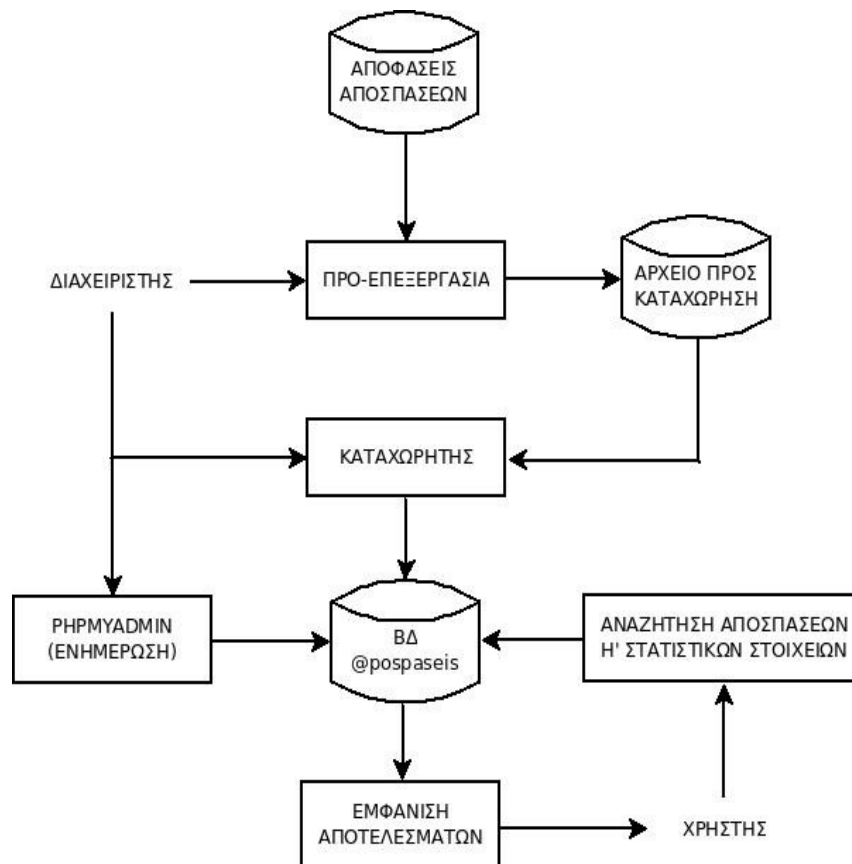 ΑΠΟΦΑΣΕΙΣ
ΑΠΟΣΠΑΣΕΩΝ
ΔΙΑΧΕΙΡΙΣΤΗΣ
ΠΡΟ-ΕΠΕΞΕΡΓΑΣΙΑ
ΑΡΧΕΙΟ ΠΡΟΣ
ΚΑΤΑΧΩΡΗΣΗ
ΚΑΤΑΧΩΡΗΤΗΣ
PHPMYADMIN
(ΕΝΗΜΕΡΩΣΗ)
ΒΔ
@pospaseis
ΑΝΑΖΗΤΗΣΗ ΑΠΟΣΠΑΣΕΩΝ
Η' ΣΤΑΤΙΣΤΙΚΩΝ ΣΤΟΙΧΕΙΩΝ
ΕΜΦΑΝΙΣΗ
ΑΠΟΤΕΛΕΣΜΑΤΩΝ
ΧΡΗΣΤΗΣ